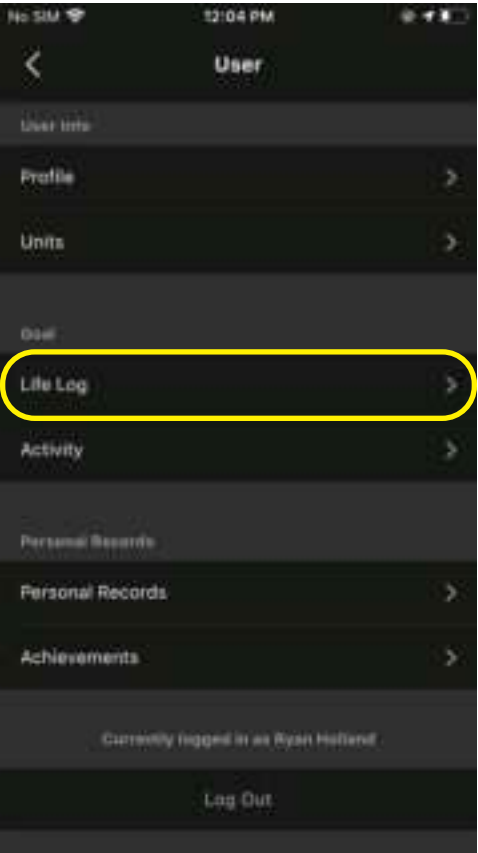 No SIM 12:04 PM
User
User Info
Profile
Units
Goal
Life Log
Activity
Personal Records
Personal Records
Achievements
Currently logged in as Ryan Holland
Log Out